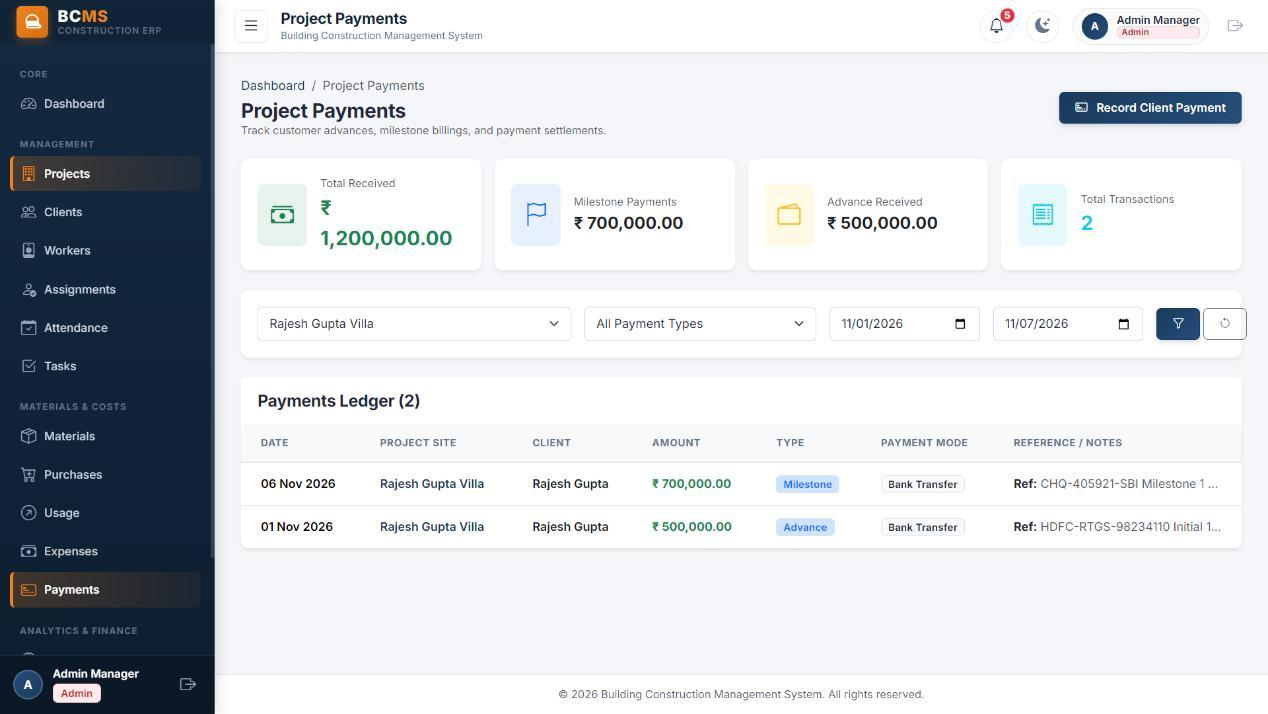 BCMS
CONSTRUCTION ERP
CORE
Dashboard
MANAGEMENT
Projects
Clients
Workers
Assignments
Attendance
Tasks
MATERIALS & COSTS
Materials
Purchases
Usage
Expenses
Payments
ANALYTICS & FINANCE
A
Admin Manager
Admin
Project Payments
Building Construction Management System
5
A
Admin Manager
Admin
Dashboard / Project Payments
Project Payments
Track customer advances, milestone billings, and payment settlements.
Record Client Payment
Total Received
₹
1,200,000.00
Milestone Payments
₹ 700,000.00
Advance Received
₹ 500,000.00
Total Transactions
2
Rajesh Gupta Villa
All Payment Types
11/01/2026
11/07/2026
Payments Ledger (2)
DATE PROJECT SITE CLIENT AMOUNT TYPE PAYMENT MODE REFERENCE / NOTES
06 Nov 2026 Rajesh Gupta Villa Rajesh Gupta ₹ 700,000.00 Milestone Bank Transfer Ref: CHQ-405921-SBI Milestone 1 ...
01 Nov 2026 Rajesh Gupta Villa Rajesh Gupta ₹ 500,000.00 Advance Bank Transfer Ref: HDFC-RTGS-98234110 Initial 1...
© 2026 Building Construction Management System. All rights reserved.